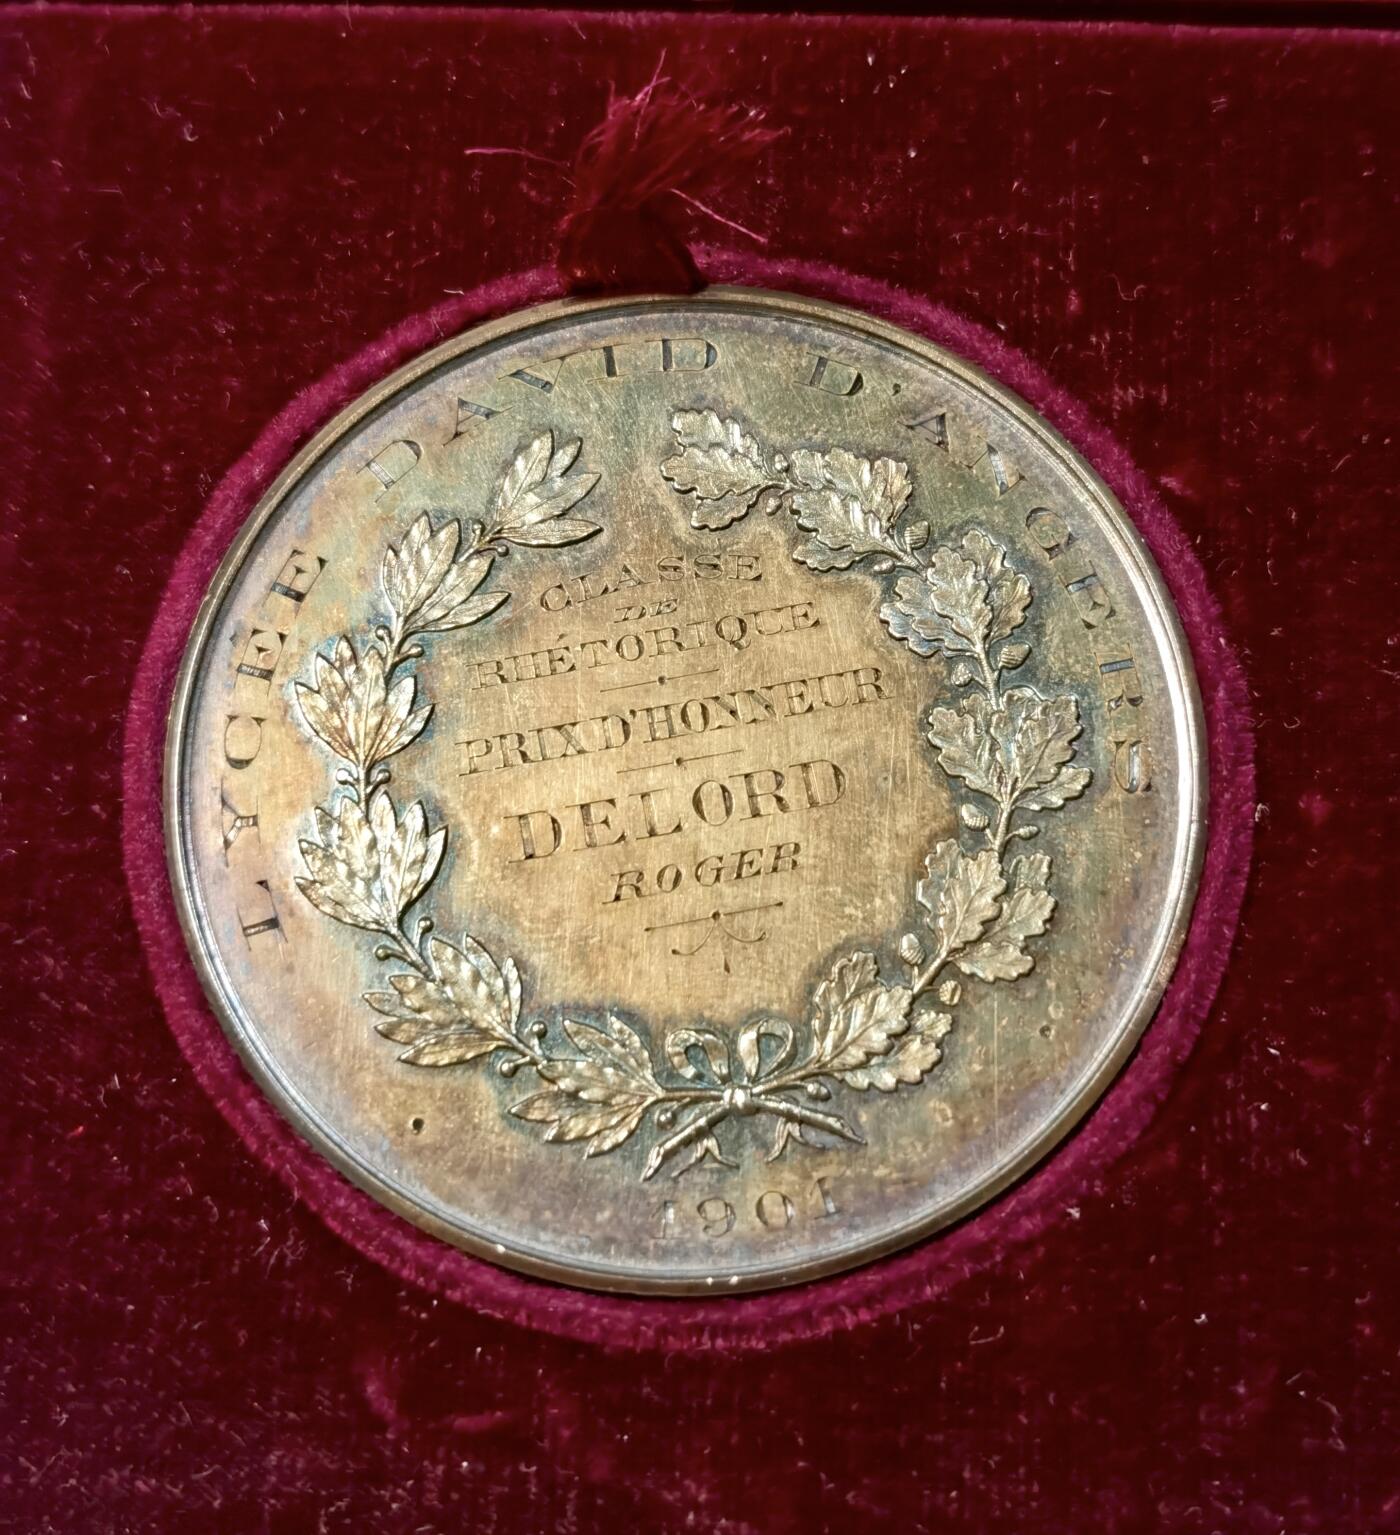 LYCÉE DAVID D'ANGERS
CLASSE
DE
RHÉTORIQUE
PRIX D'HONNEUR
DELORD
ROGER
1901